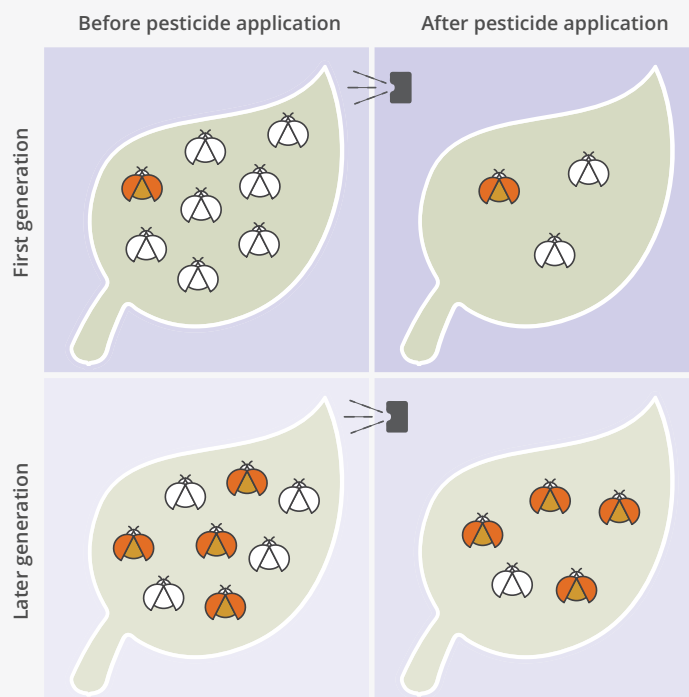 Before pesticide application
After pesticide application
First generation
Later generation